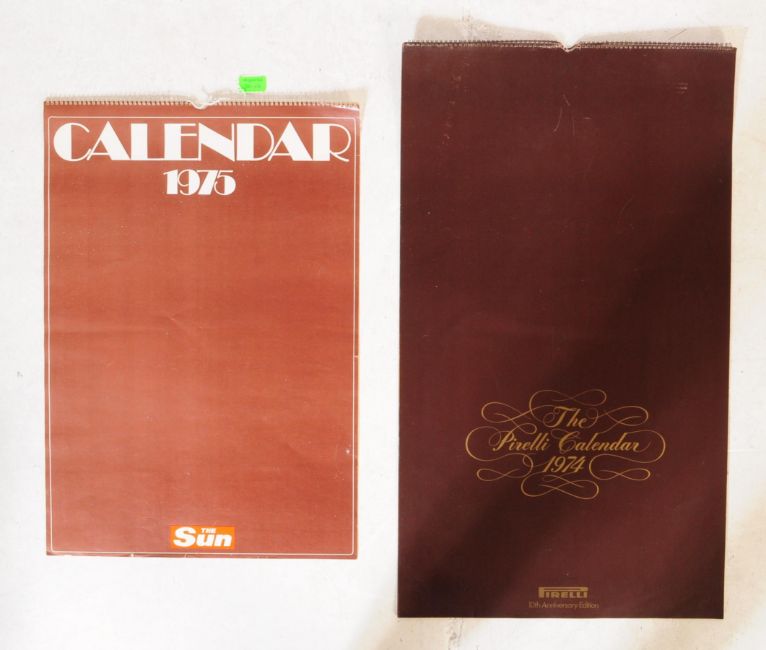 CALENDAR
1975
THE
Sun
The
Pirelli Calendar
1974
PIRELLI
10th Anniversary Edition